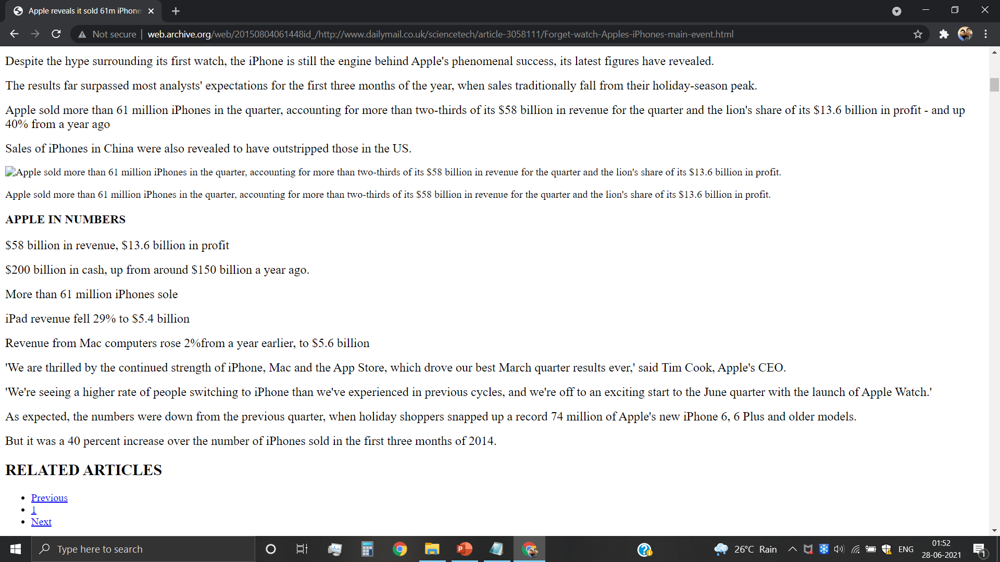 Apple reveals it sold 61m iPhone
Not secure
web.archive.org/web/20150804061448id_/http://www.dailymail.co.uk/sciencetech/article-3058111/Forget-watch-Apples-iPhones-main-event.html
Despite the hype surrounding its first watch, the iPhone is still the engine behind Apple's phenomenal success, its latest figures have revealed.
The results far surpassed most analysts' expectations for the first three months of the year, when sales traditionally fall from their holiday-season peak.
Apple sold more than 61 million iPhones in the quarter, accounting for more than two-thirds of its $58 billion in revenue for the quarter and the lion's share of its $13.6 billion in profit - and up
40% from a year ago
Sales of iPhones in China were also revealed to have outstripped those in the US.
Apple sold more than 61 million iPhones in the quarter, accounting for more than two-thirds of its $58 billion in revenue for the quarter and the lion's share of its $13.6 billion in profit.
Apple sold more than 61 million iPhones in the quarter, accounting for more than two-thirds of its $58 billion in revenue for the quarter and the lion's share of its $13.6 billion in profit.
APPLE IN NUMBERS
$58 billion in revenue, $13.6 billion in profit
$200 billion in cash, up from around $150 billion a year ago.
More than 61 million iPhones sole
iPad revenue fell 29% to $5.4 billion
Revenue from Mac computers rose 2%from a year earlier, to $5.6 billion
'We are thrilled by the continued strength of iPhone, Mac and the App Store, which drove our best March quarter results ever,' said Tim Cook, Apple's CEO.
'We're seeing a higher rate of people switching to iPhone than we've experienced in previous cycles, and we're off to an exciting start to the June quarter with the launch of Apple Watch.'
As expected, the numbers were down from the previous quarter, when holiday shoppers snapped up a record 74 million of Apple's new iPhone 6, 6 Plus and older models.
But it was a 40 percent increase over the number of iPhones sold in the first three months of 2014.
RELATED ARTICLES
Previous
1
Next
Type here to search
26°C Rain
ENG
01:52
28-06-2021
1